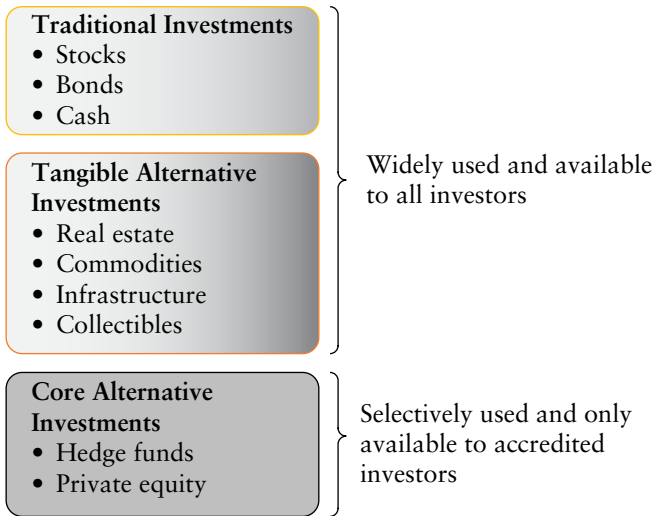 Traditional Investments
• Stocks
• Bonds
• Cash
Tangible Alternative
Investments
• Real estate
• Commodities
• Infrastructure
• Collectibles
Widely used and available
to all investors
Core Alternative
Investments
• Hedge funds
• Private equity
Selectively used and only
available to accredited
investors